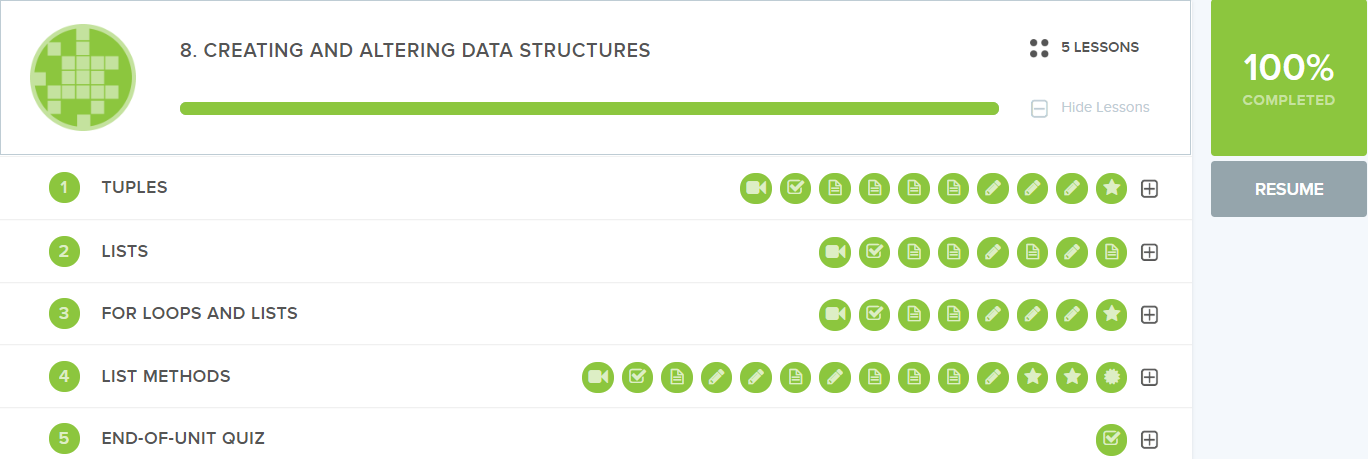 8. CREATING AND ALTERING DATA STRUCTURES
5 LESSONS
Hide Lessons
100%
COMPLETED
RESUME
1 TUPLES
2 LISTS
3 FOR LOOPS AND LISTS
4 LIST METHODS
5 END-OF-UNIT QUIZ